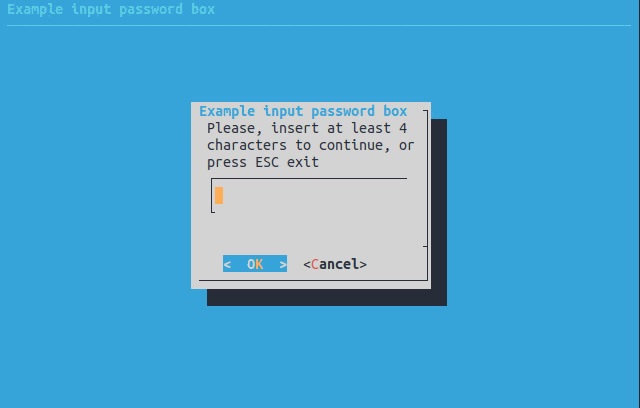 Example input password box
Example input password box
Please, insert at least 4
characters to continue, or
press ESC exit
<  OK  > <Cancel>